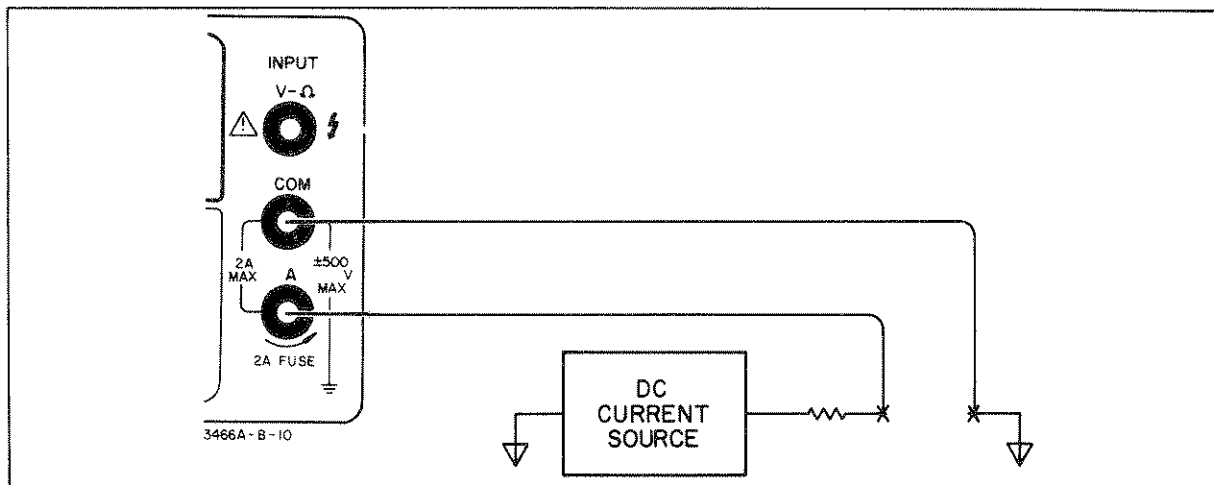 INPUT
V-Ω
COM
2A
MAX
±500
V
MAX
A
2A FUSE
3466A-B-10
DC
CURRENT
SOURCE